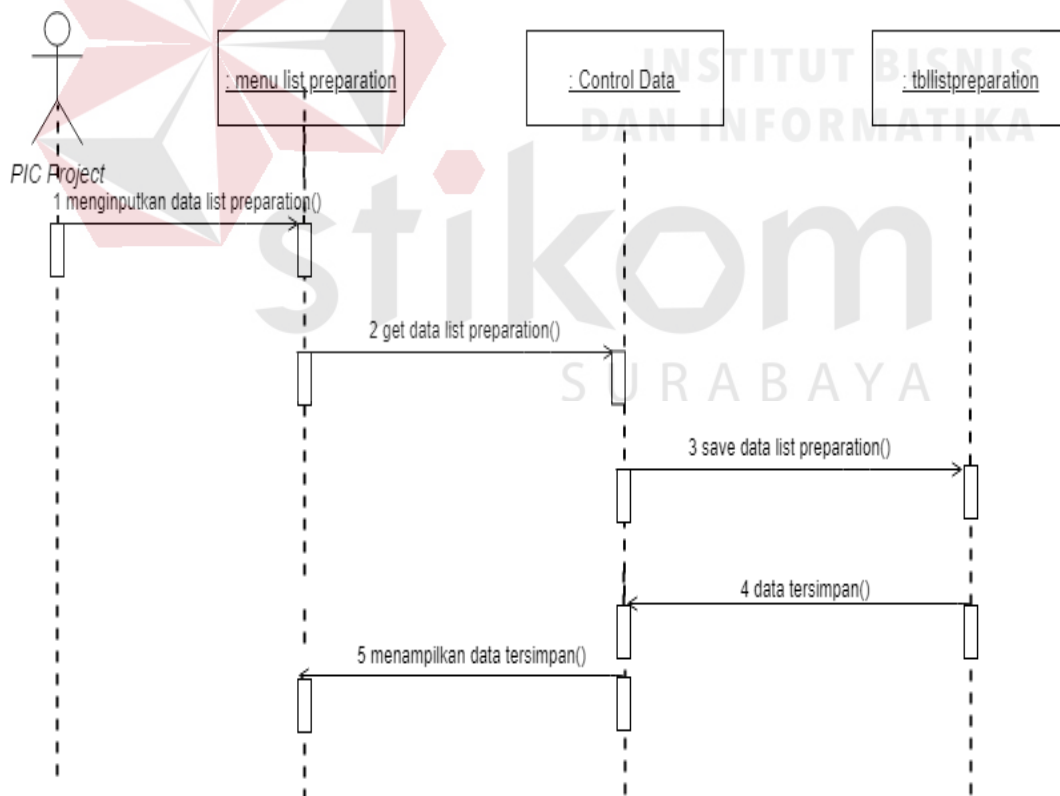 INSTITUT BISNIS
DAN INFORMATIKA
stikom
SURABAYA
: menu list preparation
: Control Data
: tbllistpreparation
PIC Project
1 menginputkan data list preparation()
2 get data list preparation()
3 save data list preparation()
4 data tersimpan()
5 menampilkan data tersimpan()